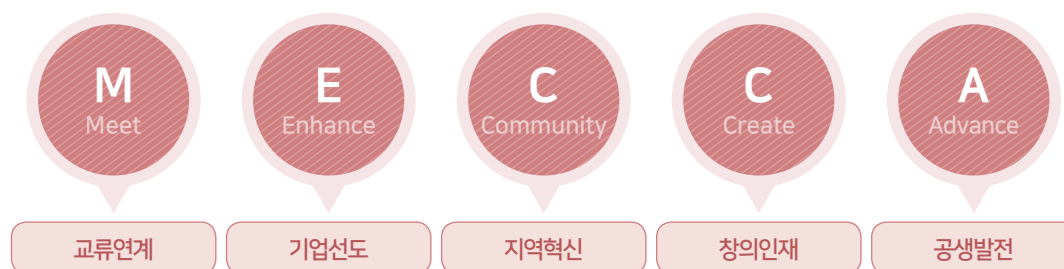 M
Meet
교류연계
E
Enhance
기업선도
C
Community
지역혁신
C
Create
창의인재
A
Advance
공생발전